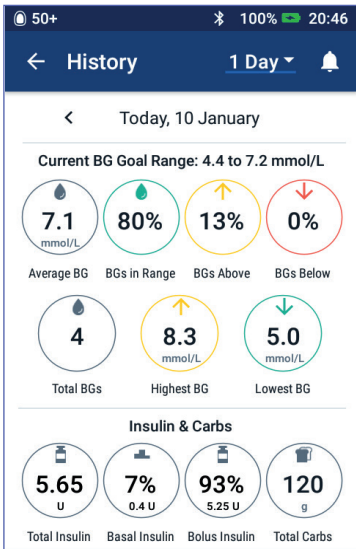 50+ 100% 20:46
History 1 Day
Today, 10 January
Current BG Goal Range: 4.4 to 7.2 mmol/L
7.1 80% 13% 0%
mmol/L
Average BG BGs in Range BGs Above BGs Below
4 8.3 5.0
mmol/L mmol/L
Total BGs Highest BG Lowest BG
Insulin & Carbs
5.65 7% 93% 120
U 0.4 U 5.25 U g
Total Insulin Basal Insulin Bolus Insulin Total Carbs